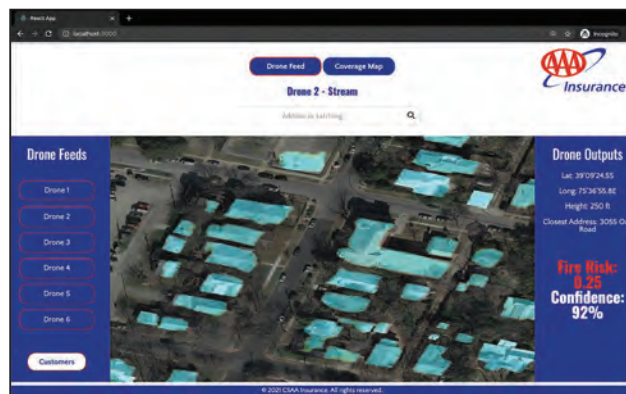 React App
localhost:3000
Incognito
Drone Feed
Coverage Map
AAA
Insurance
Drone 2 - Stream
Drone Feeds
Drone 1
Drone 2
Drone 3
Drone 4
Drone 5
Drone 6
Customers
Drone Outputs
Lat: 39°09'24.5S
Long: 75°36'55.8E
Height: 250 ft
Closest Address: 3055
Road
Fire Risk:
0.25
Confidence:
92%
© 2021 CSAA Insurance. All rights reserved.